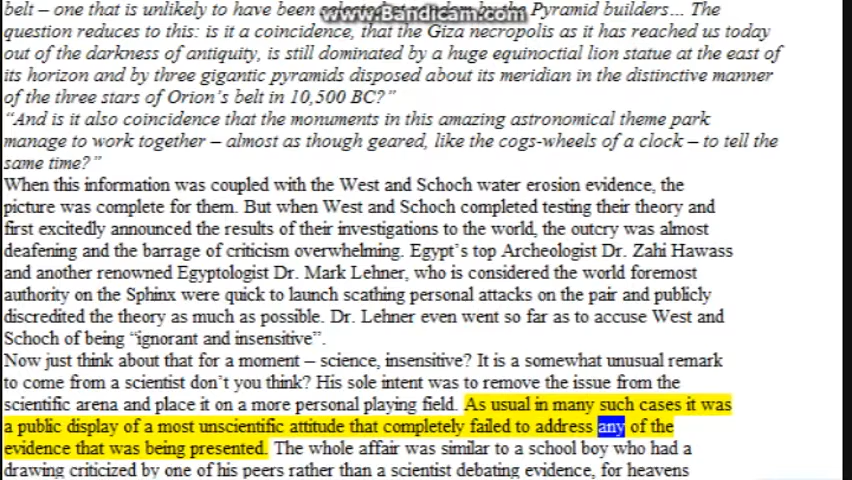 belt – one that is unlikely to have been selected at random by the Pyramid builders… The
www.Bandicam.com
question reduces to this: is it a coincidence, that the Giza necropolis as it has reached us today
out of the darkness of antiquity, is still dominated by a huge equinoctial lion statue at the east of
its horizon and by three gigantic pyramids disposed about its meridian in the distinctive manner
of the three stars of Orion’s belt in 10,500 BC?”
“And is it also coincidence that the monuments in this amazing astronomical theme park
manage to work together – almost as though geared, like the cogs-wheels of a clock – to tell the
same time?”
When this information was coupled with the West and Schoch water erosion evidence, the
picture was complete for them. But when West and Schoch completed testing their theory and
first excitedly announced the results of their investigations to the world, the outcry was almost
deafening and the barrage of criticism overwhelming. Egypt’s top Archeologist Dr. Zahi Hawass
and another renowned Egyptologist Dr. Mark Lehner, who is considered the world foremost
authority on the Sphinx were quick to launch scathing personal attacks on the pair and publicly
discredited the theory as much as possible. Dr. Lehner even went so far as to accuse West and
Schoch of being “ignorant and insensitive”.
Now just think about that for a moment – science, insensitive? It is a somewhat unusual remark
to come from a scientist don’t you think? His sole intent was to remove the issue from the
scientific arena and place it on a more personal playing field. As usual in many such cases it was
a public display of a most unscientific attitude that completely failed to address any of the
evidence that was being presented. The whole affair was similar to a school boy who had a
drawing criticized by one of his peers rather than a scientist debating evidence, for heavens